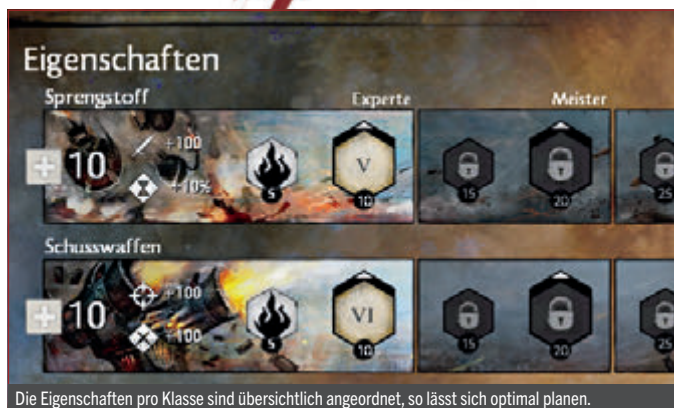 Eigenschaften
Sprengstoff Experte Meister
+100
10 V
+10%
5 10 15 20 25
Schusswaffen
+100
10 VI
+100
5 10 15 20 25
Die Eigenschaften pro Klasse sind übersichtlich angeordnet, so lässt sich optimal planen.